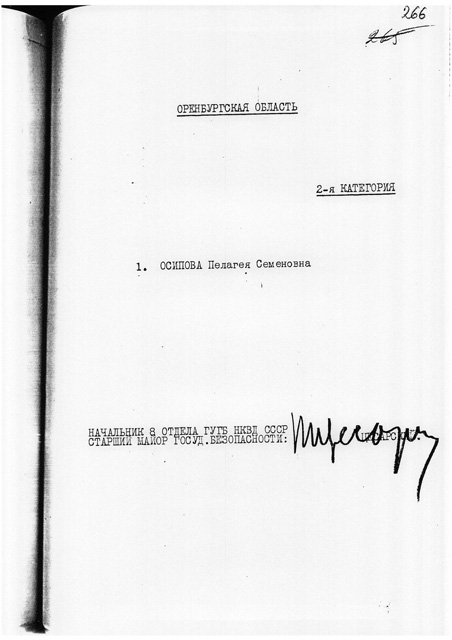 266
265
ОРЕНБУРГСКАЯ ОБЛАСТЬ
2-я КАТЕГОРИЯ
1. ОСИПОВА Пелагея Семеновна
НАЧАЛЬНИК 8 ОТДЕЛА ГУГБ НКВД СССР
СТАРШИЙ МАЙОР ГОСУД.БЕЗОПАСНОСТИ: